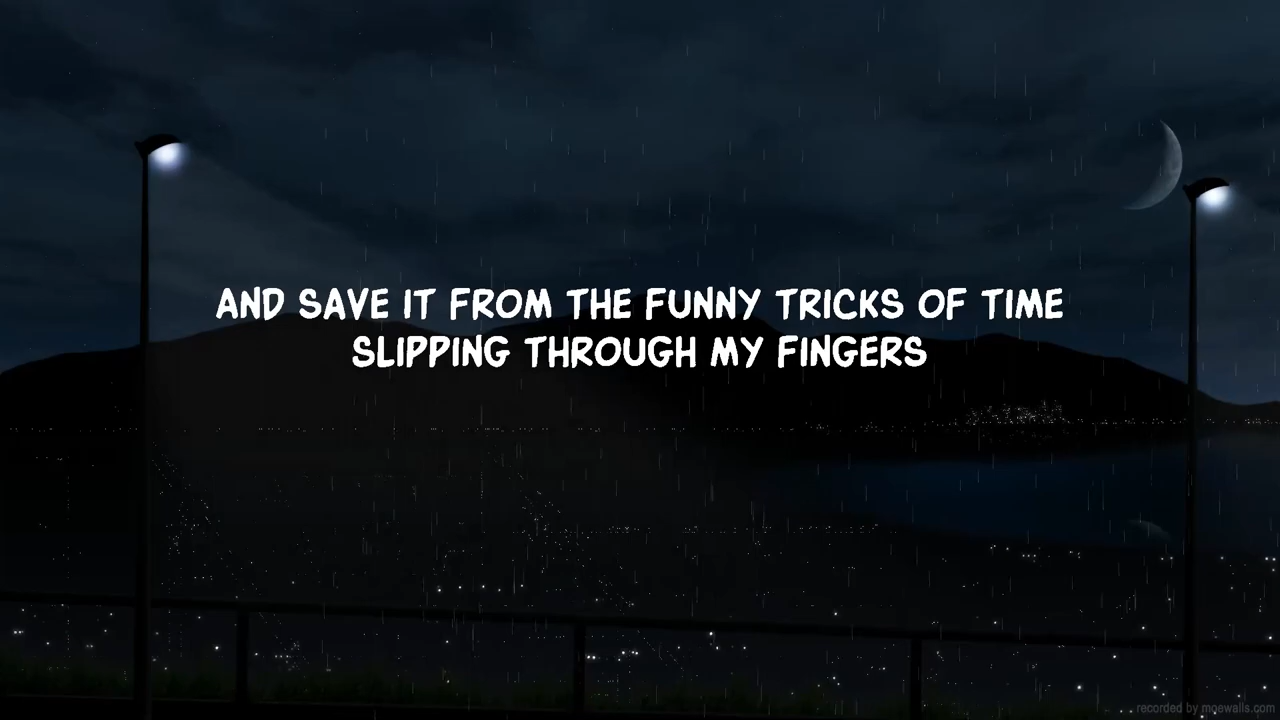 AND SAVE IT FROM THE FUNNY TRICKS OF TIME
SLIPPING THROUGH MY FINGERS
recorded by moewalls.com